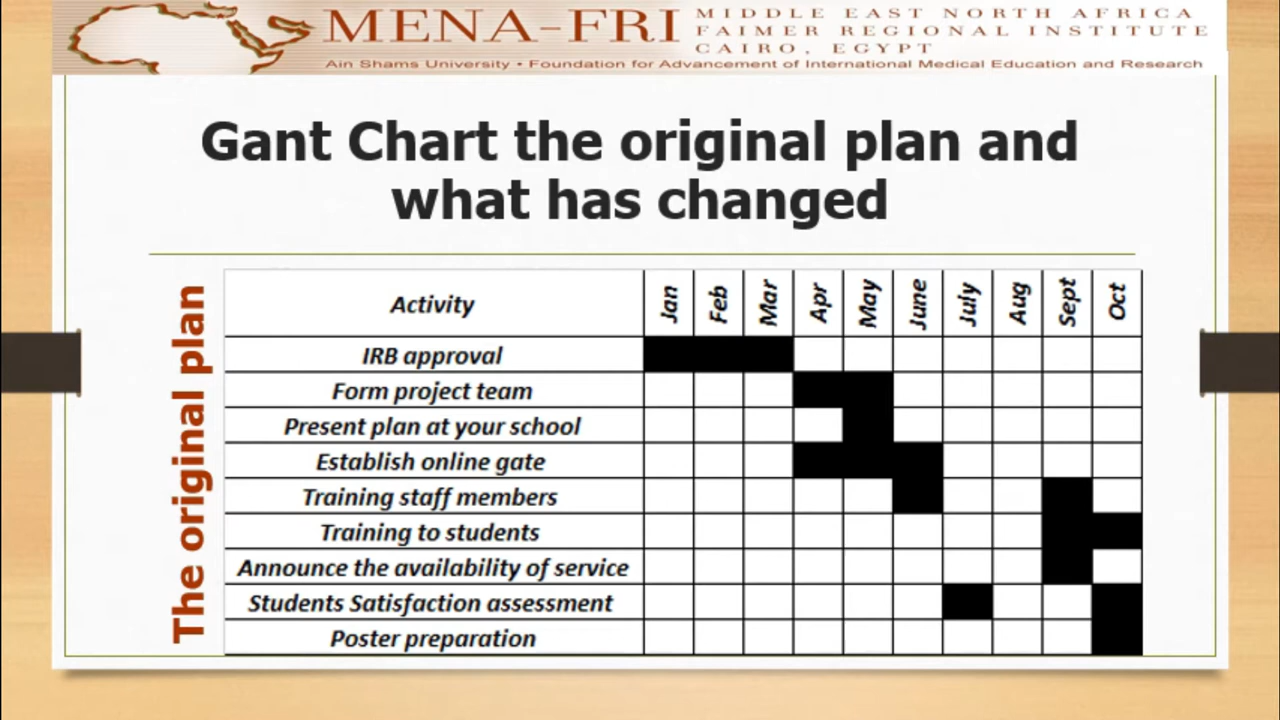 MENA-FRI
MIDDLE EAST NORTH AFRICA
FAIMER REGIONAL INSTITUTE
CAIRO, EGYPT
Ain Shams University • Foundation for Advancement of International Medical Education and Research
Gant Chart the original plan and
what has changed
The original plan
Activity Jan Feb Mar Apr May June July Aug Sept Oct
IRB approval
Form project team
Present plan at your school
Establish online gate
Training staff members
Training to students
Announce the availability of service
Students Satisfaction assessment
Poster preparation